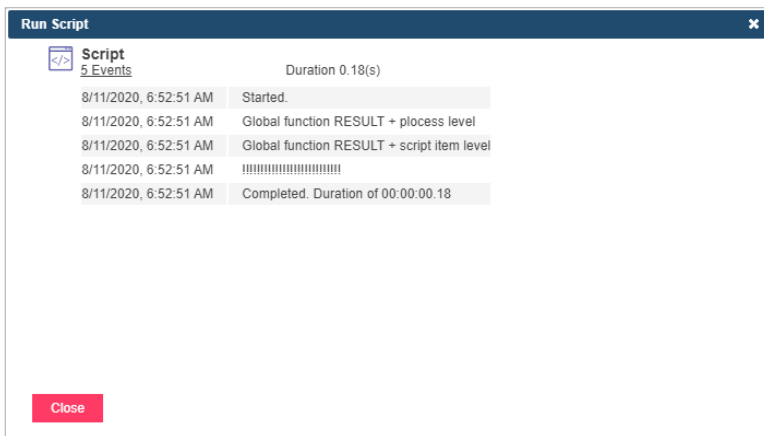 Run Script
Script
5 Events Duration 0.18(s)
8/11/2020, 6:52:51 AM Started.
8/11/2020, 6:52:51 AM Global function RESULT + plocess level
8/11/2020, 6:52:51 AM Global function RESULT + script item level
8/11/2020, 6:52:51 AM !!!!!!!!!!!!!!!!!!!!!!!!!!!
8/11/2020, 6:52:51 AM Completed. Duration of 00:00:00.18
Close